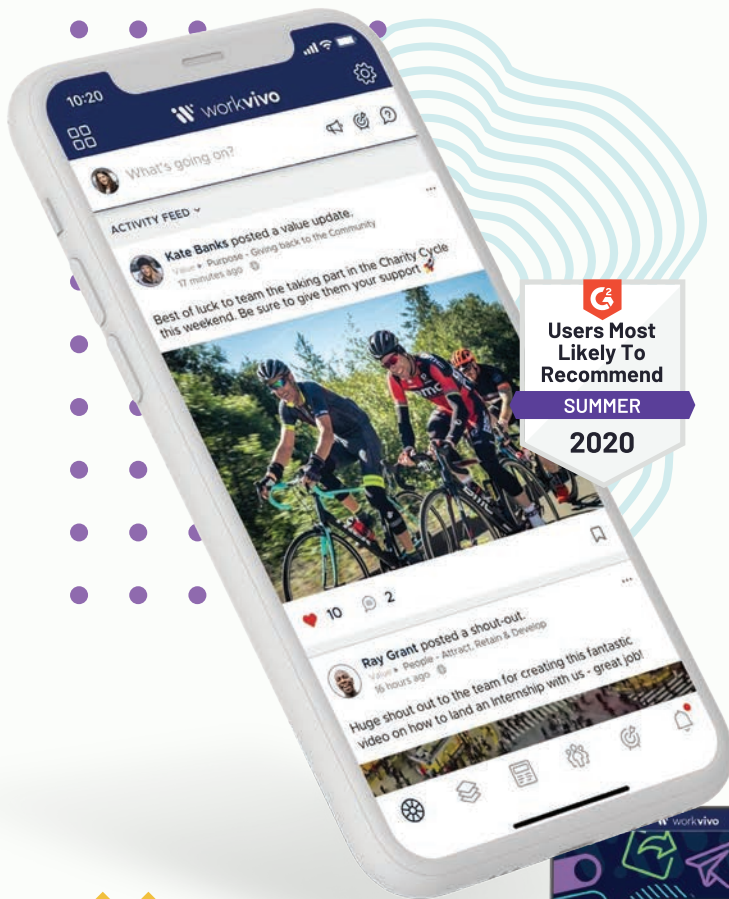 10:20
workvivo
What's going on?
ACTIVITY FEED
Kate Banks posted a value update.
Value Purpose - Giving back to the Community
17 minutes ago
Best of luck to team the taking part in the Charity Cycle
this weekend. Be sure to give them your support
BMC
10
2
Ray Grant posted a shout-out.
Value People - Attract, Retain & Develop
16 hours ago
Huge shout out to the team for creating this fantastic
video on how to land an Internship with us - great job!
G2
Users Most
Likely To
Recommend
SUMMER
2020
workvivo